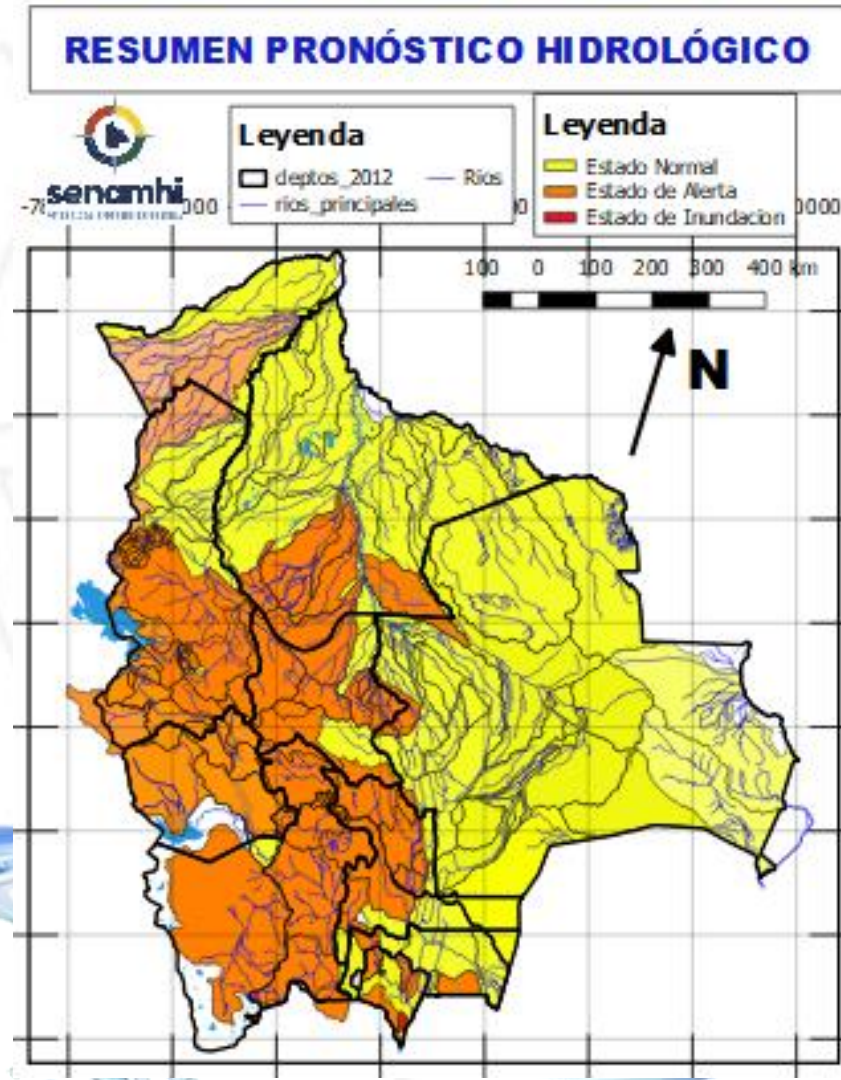 RESUMEN PRONÓSTICO HIDROLÓGICO
senamhi
Leyenda
deptos_2012
Rios
rios_principales
Leyenda
Estado Normal
Estado de Alerta
Estado de Inundacion
100 0 100 200 300 400 km
N